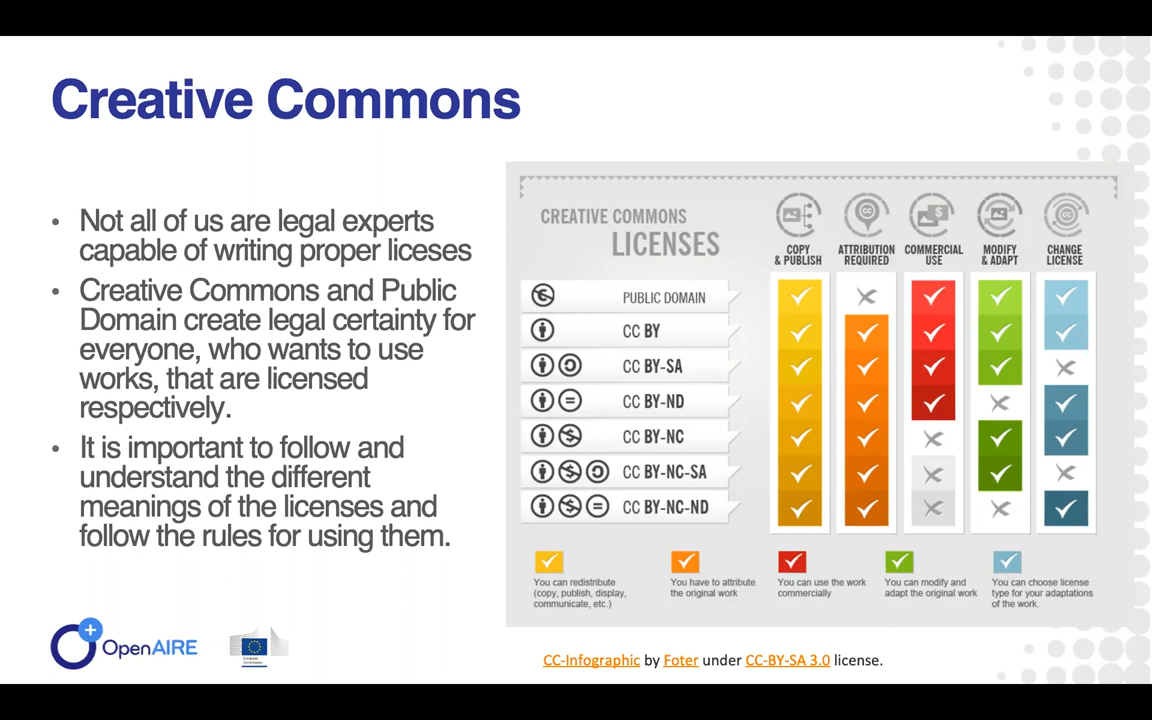 Creative Commons
• Not all of us are legal experts
capable of writing proper liceses
• Creative Commons and Public
Domain create legal certainty for
everyone, who wants to use
works, that are licensed
respectively.
• It is important to follow and
understand the different
meanings of the licenses and
follow the rules for using them.
CREATIVE COMMONS
LICENSES
COPY
& PUBLISH
ATTRIBUTION
REQUIRED
COMMERCIAL
USE
MODIFY
& ADAPT
CHANGE
LICENSE
PUBLIC DOMAIN
CC BY
CC BY-SA
CC BY-ND
CC BY-NC
CC BY-NC-SA
CC BY-NC-ND
You can redistribute
(copy, publish, display,
communicate, etc.)
You have to attribute
the original work
You can use the work
commercially
You can modify and
adapt the original work
You can choose license
type for your adaptations
of the work.
OpenAIRE
European
Commission
CC-Infographic by Foter under CC-BY-SA 3.0 license.